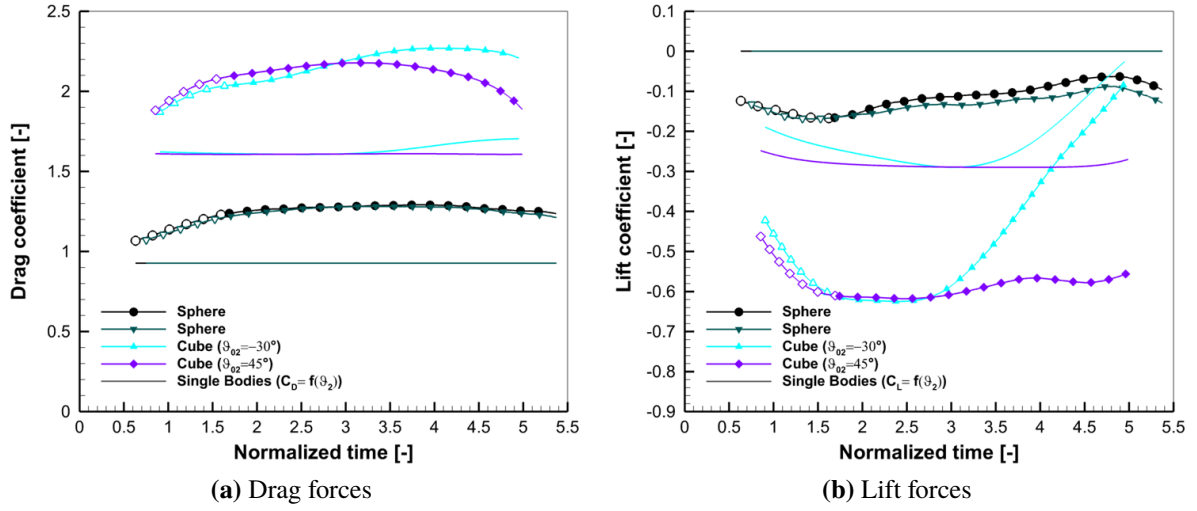 2.5
2
1.5
1
0.5
0
Drag coefficient [-]
Sphere
Sphere
Cube (ϑ02=−30°)
Cube (ϑ02=45°)
Single Bodies (CD= f(ϑ2))
0 0.5 1 1.5 2 2.5 3 3.5 4 4.5 5 5.5
Normalized time [-]
(a) Drag forces
0.1
0
-0.1
-0.2
-0.3
-0.4
-0.5
-0.6
-0.7
-0.8
-0.9
Lift coefficient [-]
Sphere
Sphere
Cube (ϑ02=−30°)
Cube (ϑ02=45°)
Single Bodies (CL= f(ϑ2))
0 0.5 1 1.5 2 2.5 3 3.5 4 4.5 5 5.5
Normalized time [-]
(b) Lift forces